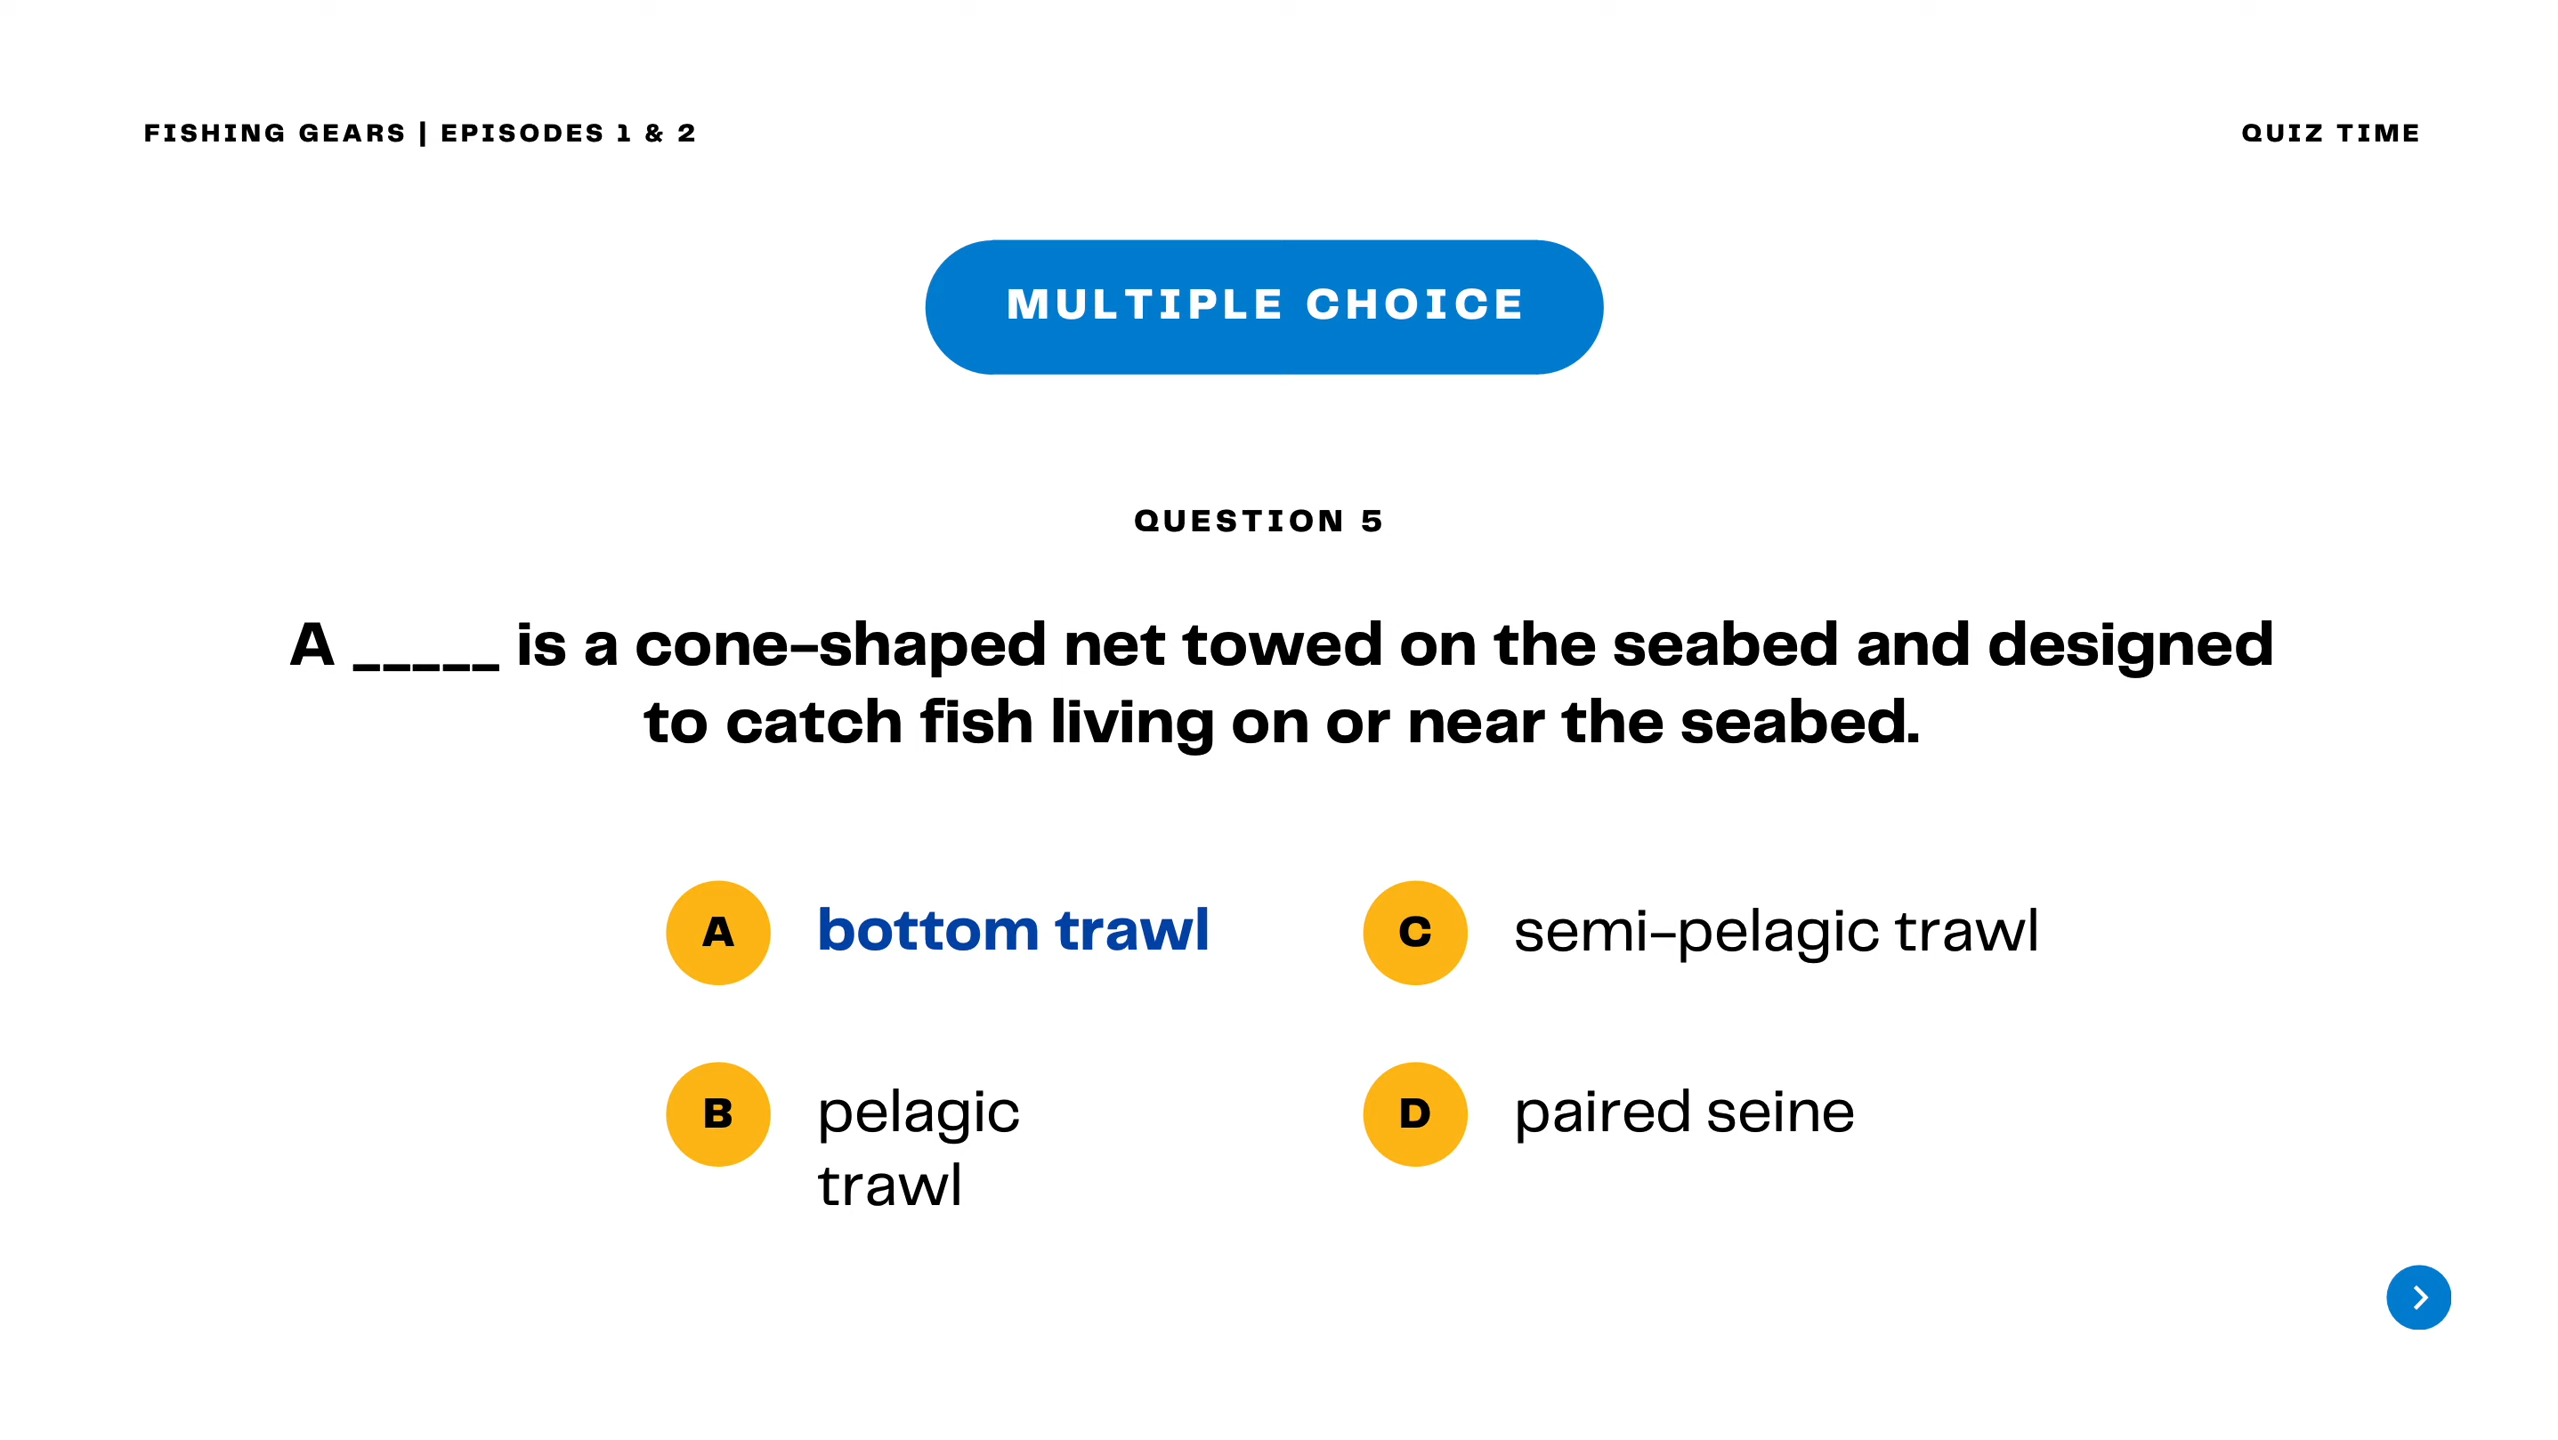 FISHING GEARS | EPISODES 1 & 2
QUIZ TIME
MULTIPLE CHOICE
QUESTION 5
A _____ is a cone-shaped net towed on the seabed and designed
to catch fish living on or near the seabed.
A bottom trawl
B pelagic
trawl
C semi-pelagic trawl
D paired seine